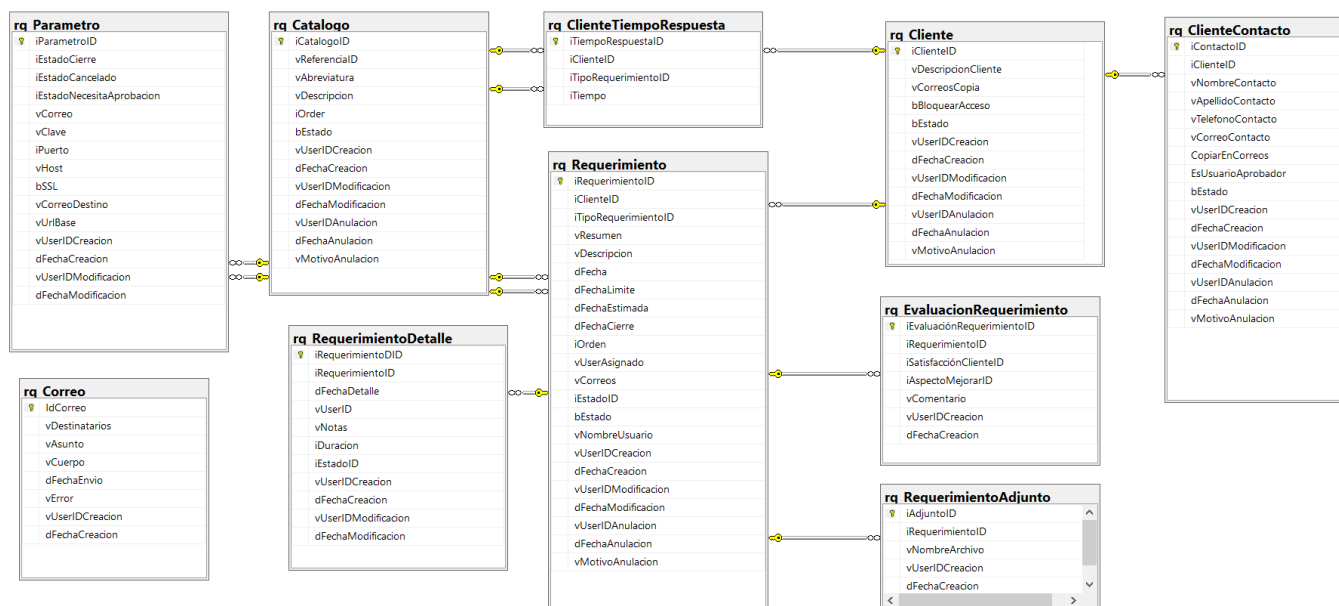 rq_Parametro
iParametroID
iEstadoCierre
iEstadoCancelado
iEstadoNecesitaAprobacion
vCorreo
vClave
iPuerto
vHost
bSSL
vCorreoDestino
vUrlBase
vUserIDCreacion
dFechaCreacion
vUserIDModificacion
dFechaModificacion
rq_Correo
IdCorreo
vDestinatarios
vAsunto
vCuerpo
dFechaEnvio
vError
vUserIDCreacion
dFechaCreacion
rq_Catalogo
iCatalogoID
vReferenciaID
vAbreviatura
vDescripcion
iOrder
bEstado
vUserIDCreacion
dFechaCreacion
vUserIDModificacion
dFechaModificacion
vUserIDAnulacion
dFechaAnulacion
vMotivoAnulacion
rq_RequerimientoDetalle
iRequerimientoDID
iRequerimientoID
dFechaDetalle
vUserID
vNotas
iDuracion
iEstadoID
vUserIDCreacion
dFechaCreacion
vUserIDModificacion
dFechaModificacion
rq_ClienteTiempoRespuesta
iTiempoRespuestaID
iClienteID
iTipoRequerimientoID
iTiempo
rq_Requerimiento
iRequerimientoID
iClienteID
iTipoRequerimientoID
vResumen
vDescripcion
dFecha
dFechaLimite
dFechaEstimada
dFechaCierre
iOrden
vUserAsignado
vCorreos
iEstadoID
bEstado
vNombreUsuario
vUserIDCreacion
dFechaCreacion
vUserIDModificacion
dFechaModificacion
vUserIDAnulacion
dFechaAnulacion
vMotivoAnulacion
rq_Cliente
iClienteID
vDescripcionCliente
vCorreosCopia
bBloquearAcceso
bEstado
vUserIDCreacion
dFechaCreacion
vUserIDModificacion
dFechaModificacion
vUserIDAnulacion
dFechaAnulacion
vMotivoAnulacion
rq_EvaluacionRequerimiento
iEvaluaciónRequerimientoID
iRequerimientoID
iSatisfacciónClienteID
iAspectoMejorarID
vComentario
vUserIDCreacion
dFechaCreacion
rq_RequerimientoAdjunto
iAdjuntoID
iRequerimientoID
vNombreArchivo
vUserIDCreacion
dFechaCreacion
rq_ClienteContacto
iContactoID
iClienteID
vNombreContacto
vApellidoContacto
vTelefonoContacto
vCorreoContacto
CopiarEnCorreos
EsUsuarioAprobador
bEstado
vUserIDCreacion
dFechaCreacion
vUserIDModificacion
dFechaModificacion
vUserIDAnulacion
dFechaAnulacion
vMotivoAnulacion